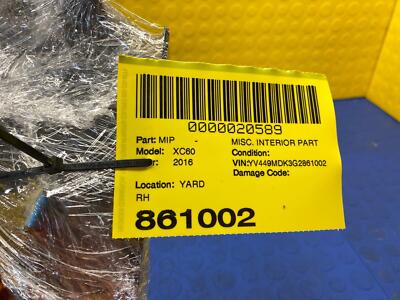 0000020589
Part: MIP - MISC. INTERIOR PART
Model: XC60 Condition:
2016 VIN:YV449MDK3G2861002
Damage Code:
Location: YARD
RH
861002